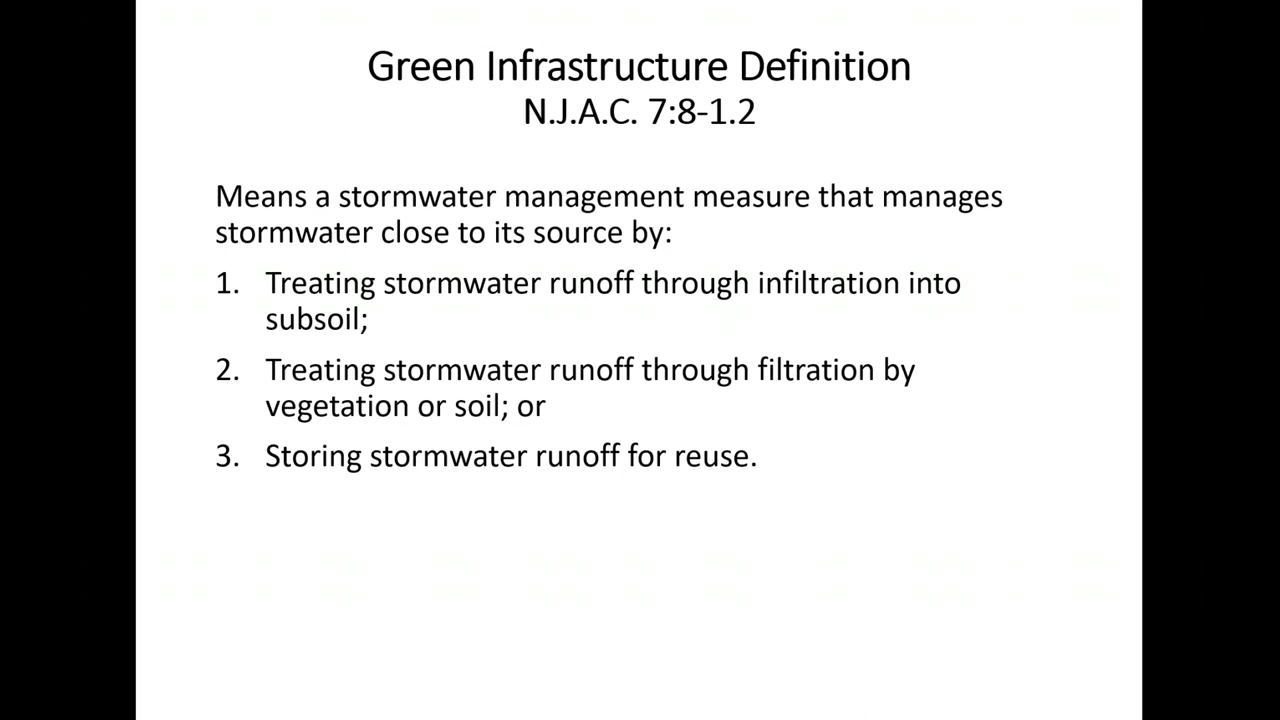 Green Infrastructure Definition
N.J.A.C. 7:8-1.2
Means a stormwater management measure that manages
stormwater close to its source by:
1. Treating stormwater runoff through infiltration into
subsoil;
2. Treating stormwater runoff through filtration by
vegetation or soil; or
3. Storing stormwater runoff for reuse.